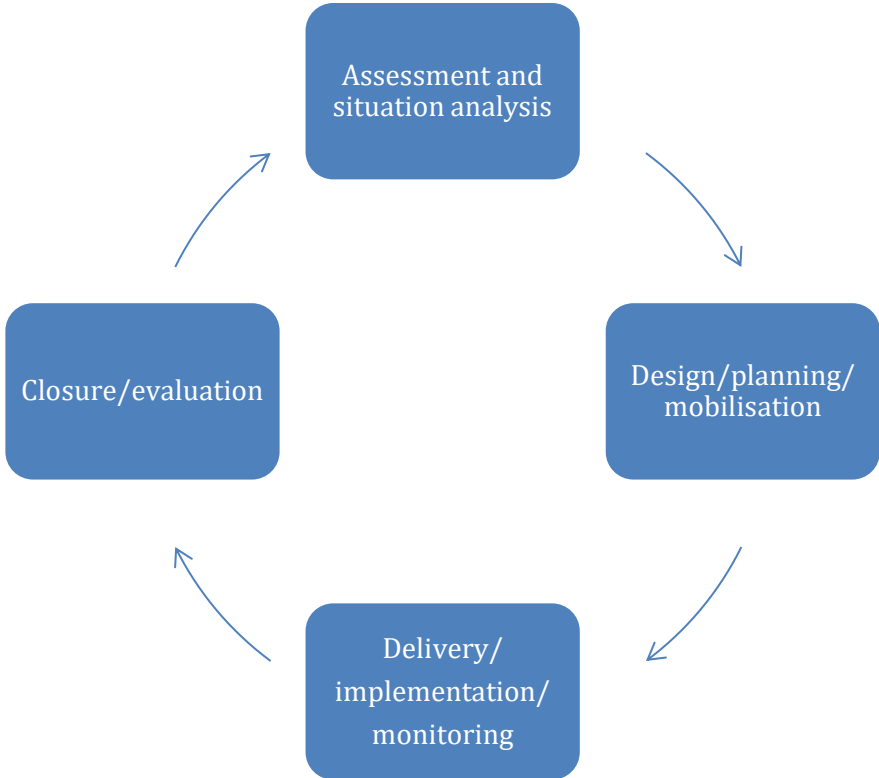 Assessment and
situation analysis
Design/planning/
mobilisation
Delivery/
implementation/
monitoring
Closure/evaluation